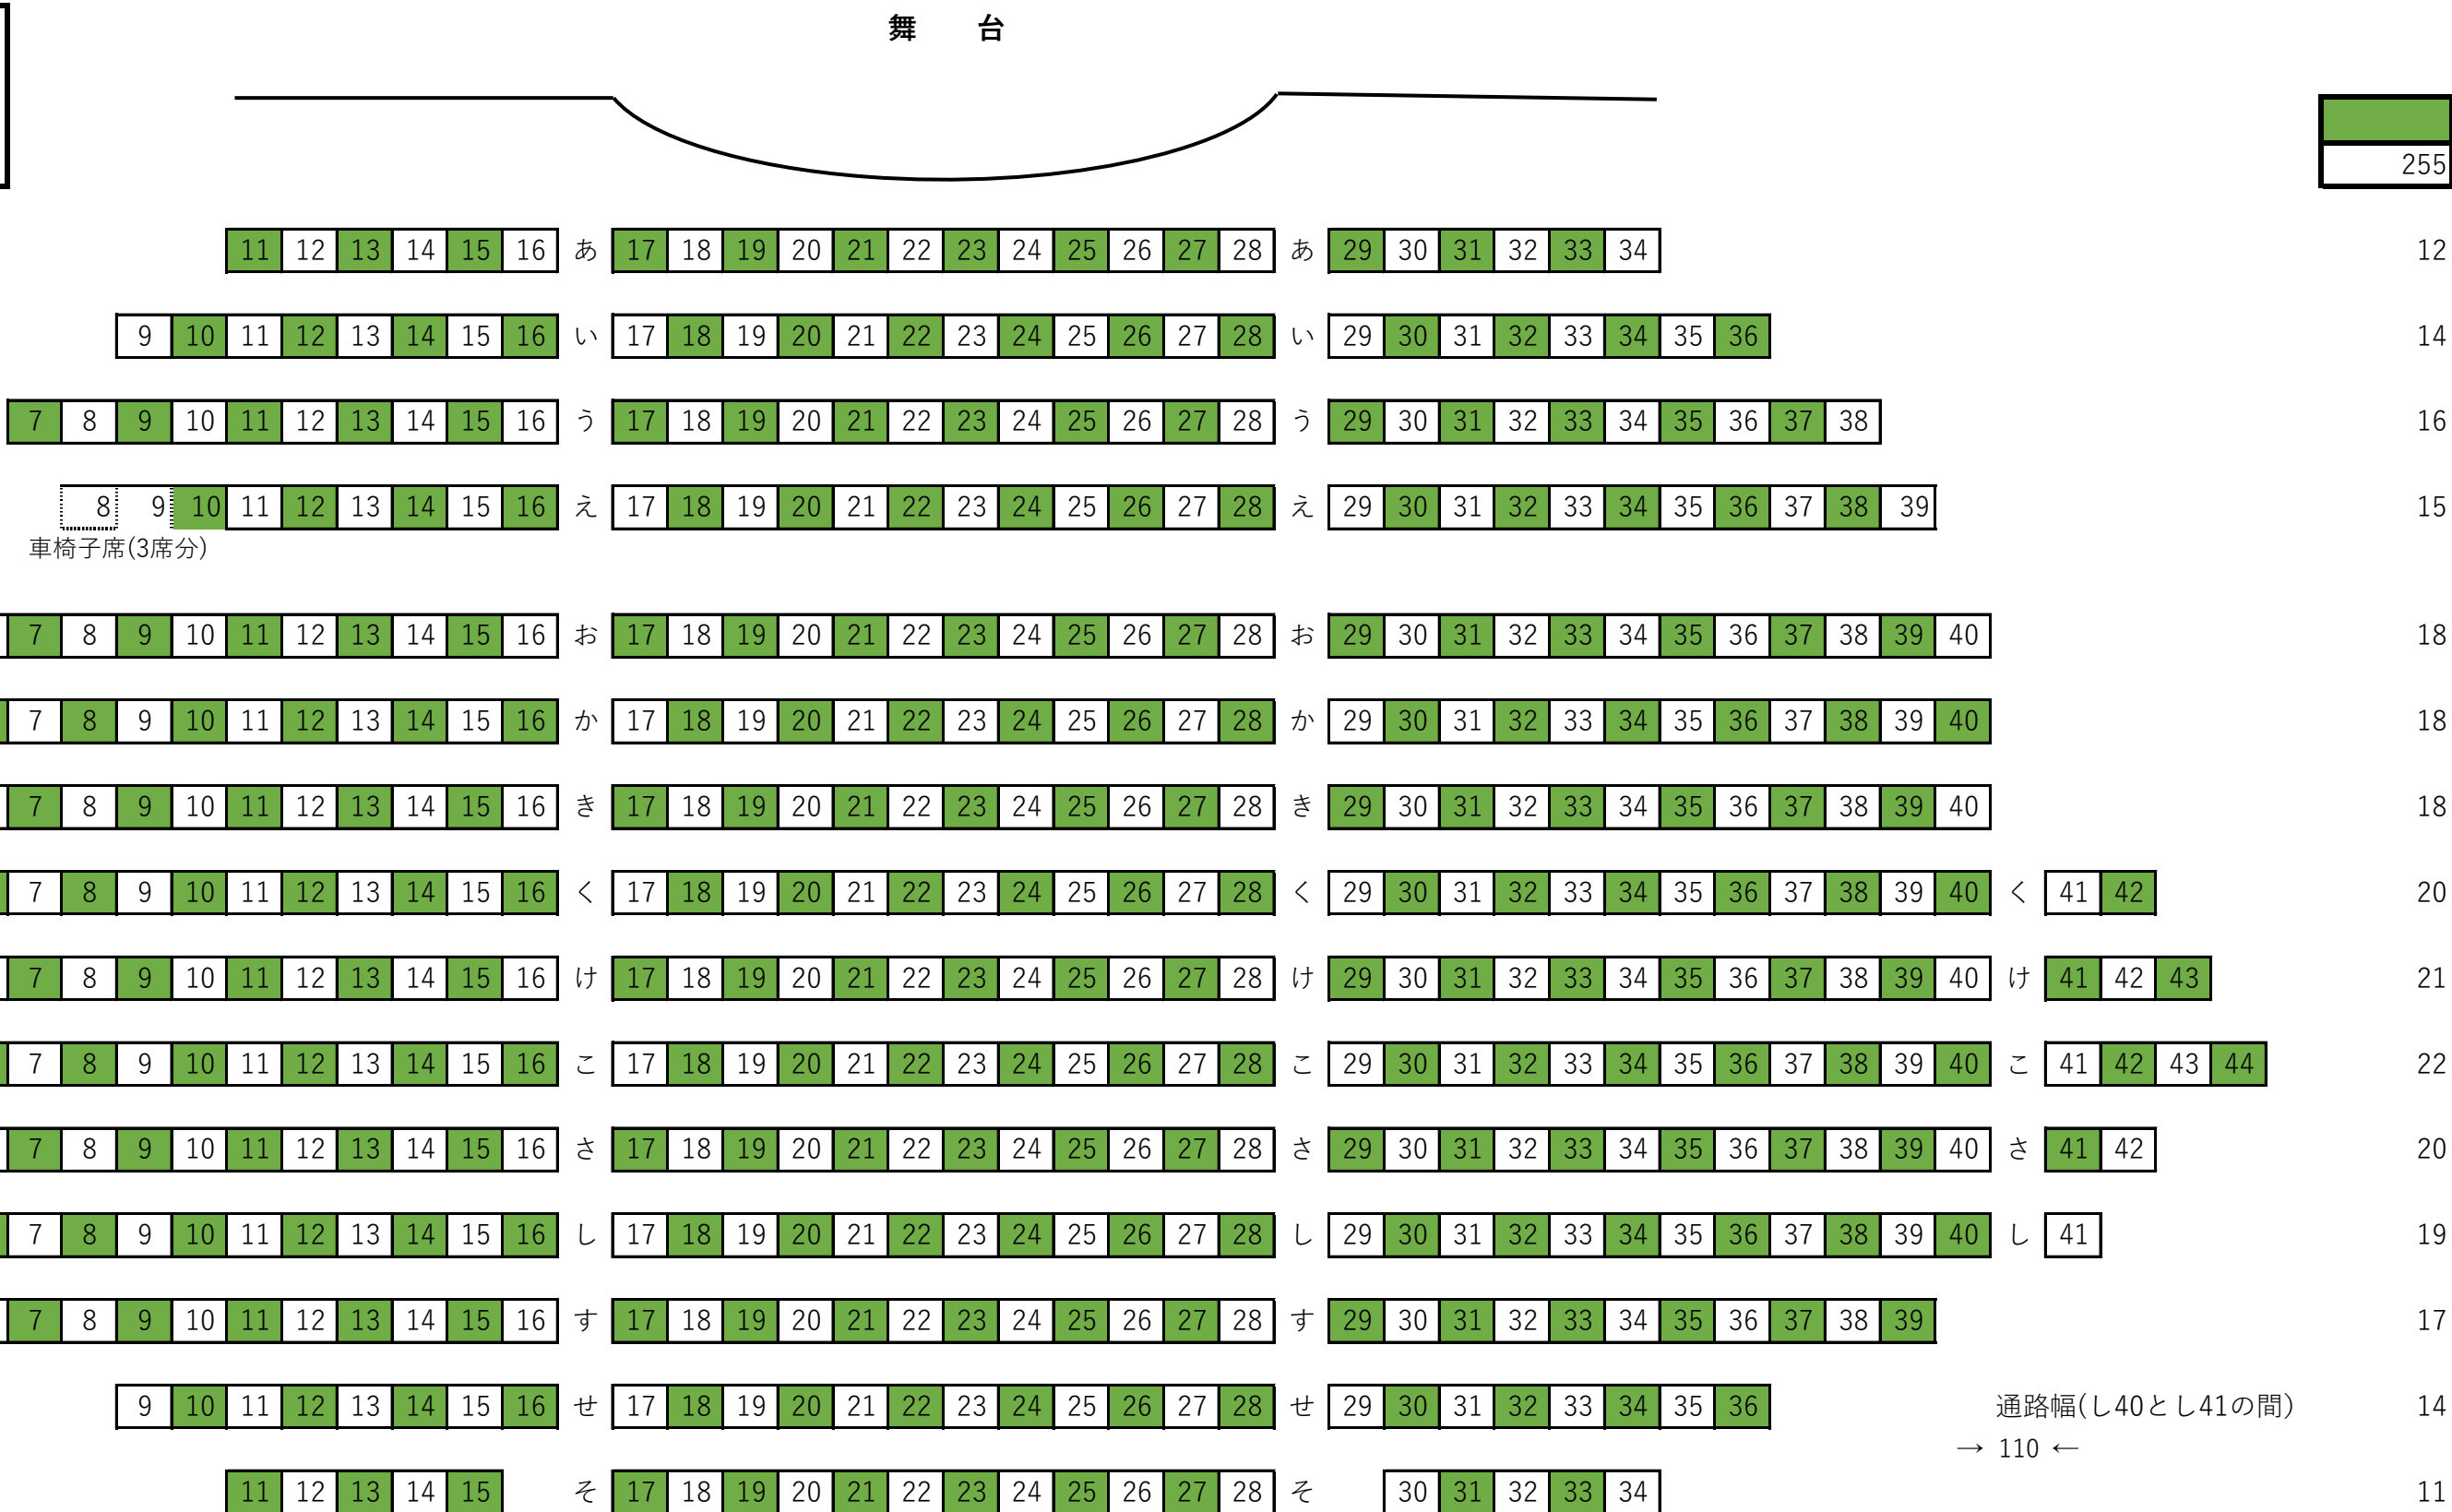 舞 台
255
11 12 13 14 15 16 あ 17 18 19 20 21 22 23 24 25 26 27 28 あ 29 30 31 32 33 34 12
9 10 11 12 13 14 15 16 い 17 18 19 20 21 22 23 24 25 26 27 28 い 29 30 31 32 33 34 35 36 14
7 8 9 10 11 12 13 14 15 16 う 17 18 19 20 21 22 23 24 25 26 27 28 う 29 30 31 32 33 34 35 36 37 38 16
8 9 10 11 12 13 14 15 16 え 17 18 19 20 21 22 23 24 25 26 27 28 え 29 30 31 32 33 34 35 36 37 38 39 15
車椅子席(3席分)
7 8 9 10 11 12 13 14 15 16 お 17 18 19 20 21 22 23 24 25 26 27 28 お 29 30 31 32 33 34 35 36 37 38 39 40 18
7 8 9 10 11 12 13 14 15 16 か 17 18 19 20 21 22 23 24 25 26 27 28 か 29 30 31 32 33 34 35 36 37 38 39 40 18
7 8 9 10 11 12 13 14 15 16 き 17 18 19 20 21 22 23 24 25 26 27 28 き 29 30 31 32 33 34 35 36 37 38 39 40 18
7 8 9 10 11 12 13 14 15 16 く 17 18 19 20 21 22 23 24 25 26 27 28 く 29 30 31 32 33 34 35 36 37 38 39 40 く 41 42 20
7 8 9 10 11 12 13 14 15 16 け 17 18 19 20 21 22 23 24 25 26 27 28 け 29 30 31 32 33 34 35 36 37 38 39 40 け 41 42 43 21
7 8 9 10 11 12 13 14 15 16 こ 17 18 19 20 21 22 23 24 25 26 27 28 こ 29 30 31 32 33 34 35 36 37 38 39 40 こ 41 42 43 44 22
7 8 9 10 11 12 13 14 15 16 さ 17 18 19 20 21 22 23 24 25 26 27 28 さ 29 30 31 32 33 34 35 36 37 38 39 40 さ 41 42 20
7 8 9 10 11 12 13 14 15 16 し 17 18 19 20 21 22 23 24 25 26 27 28 し 29 30 31 32 33 34 35 36 37 38 39 40 し 41 19
7 8 9 10 11 12 13 14 15 16 す 17 18 19 20 21 22 23 24 25 26 27 28 す 29 30 31 32 33 34 35 36 37 38 39 17
9 10 11 12 13 14 15 16 せ 17 18 19 20 21 22 23 24 25 26 27 28 せ 29 30 31 32 33 34 35 36 通路幅(し40とし41の間) 14
→ 110 ←
11 12 13 14 15 そ 17 18 19 20 21 22 23 24 25 26 27 28 そ 30 31 32 33 34 11